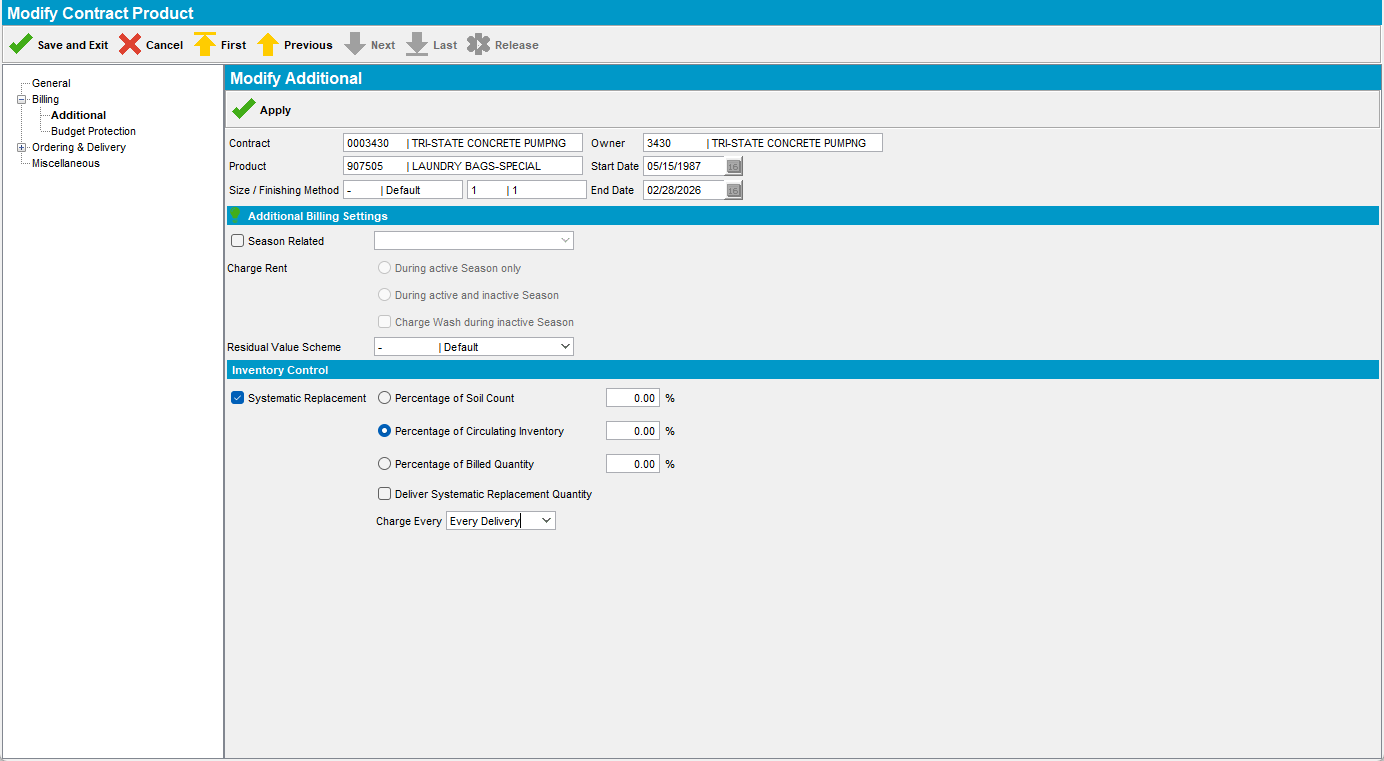 Modify Contract Product
Save and Exit Cancel First Previous Next Last Release
General
Billing
Additional
Budget Protection
Ordering & Delivery
Miscellaneous
Modify Additional
Apply
Contract 0003430 | TRI-STATE CONCRETE PUMPNG Owner 3430 | TRI-STATE CONCRETE PUMPNG
Product 907505 | LAUNDRY BAGS-SPECIAL Start Date 05/15/1987
Size / Finishing Method - | Default 1 | 1 End Date 02/28/2026
Additional Billing Settings
Season Related
Charge Rent During active Season only
During active and inactive Season
Charge Wash during inactive Season
Residual Value Scheme - | Default
Inventory Control
Systematic Replacement Percentage of Soil Count 0.00 %
Percentage of Circulating Inventory 0.00 %
Percentage of Billed Quantity 0.00 %
Deliver Systematic Replacement Quantity
Charge Every Every Delivery